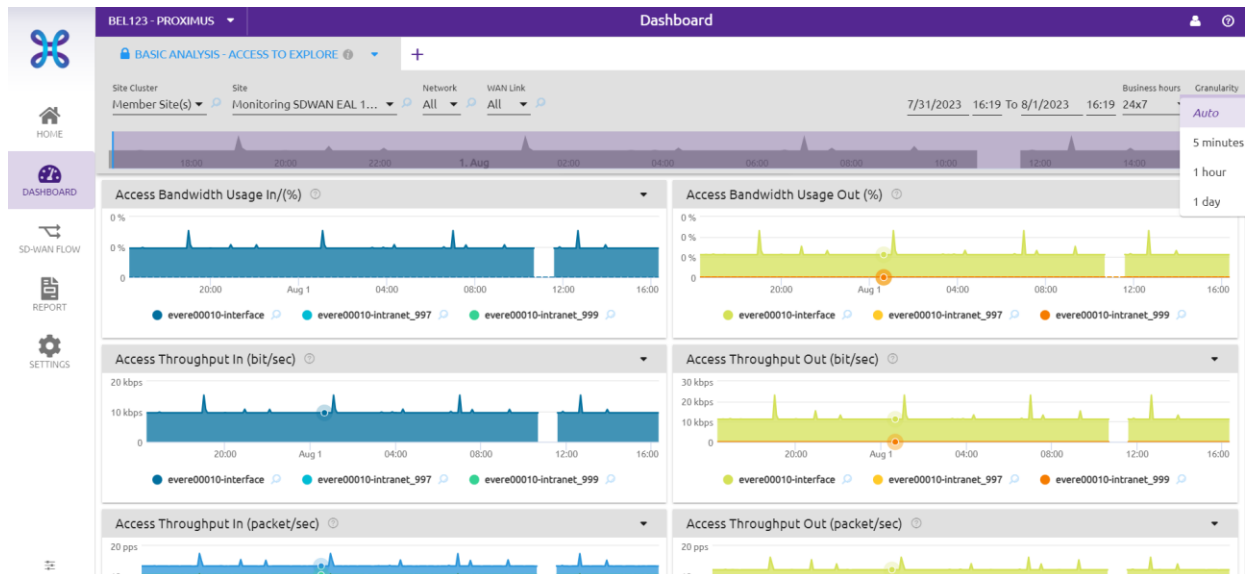 BEL123 - PROXIMUS
Dashboard
BASIC ANALYSIS - ACCESS TO EXPLORE
+
Site Cluster Site Network WAN Link Business hours Granularity
Member Site(s) Monitoring SDWAN EAL 1... All All 7/31/2023 16:19 To 8/1/2023 16:19 24x7 Auto
5 minutes
1 hour
1 day
HOME
DASHBOARD
SD-WAN FLOW
REPORT
SETTINGS
18:00 20:00 22:00 1. Aug 02:00 04:00 06:00 08:00 10:00 12:00 14:00
Access Bandwidth Usage In/(%)
0 %
0 %
0
20:00 Aug 1 04:00 08:00 12:00 16:00
evere00010-interface evere00010-intranet_997 evere00010-intranet_999
Access Bandwidth Usage Out (%)
0 %
0 %
0 %
0
20:00 Aug 1 04:00 08:00 12:00 16:00
evere00010-interface evere00010-intranet_997 evere00010-intranet_999
Access Throughput In (bit/sec)
20 kbps
10 kbps
0
20:00 Aug 1 04:00 08:00 12:00 16:00
evere00010-interface evere00010-intranet_997 evere00010-intranet_999
Access Throughput Out (bit/sec)
30 kbps
20 kbps
10 kbps
0
20:00 Aug 1 04:00 08:00 12:00 16:00
evere00010-interface evere00010-intranet_997 evere00010-intranet_999
Access Throughput In (packet/sec)
20 pps
Access Throughput Out (packet/sec)
20 pps